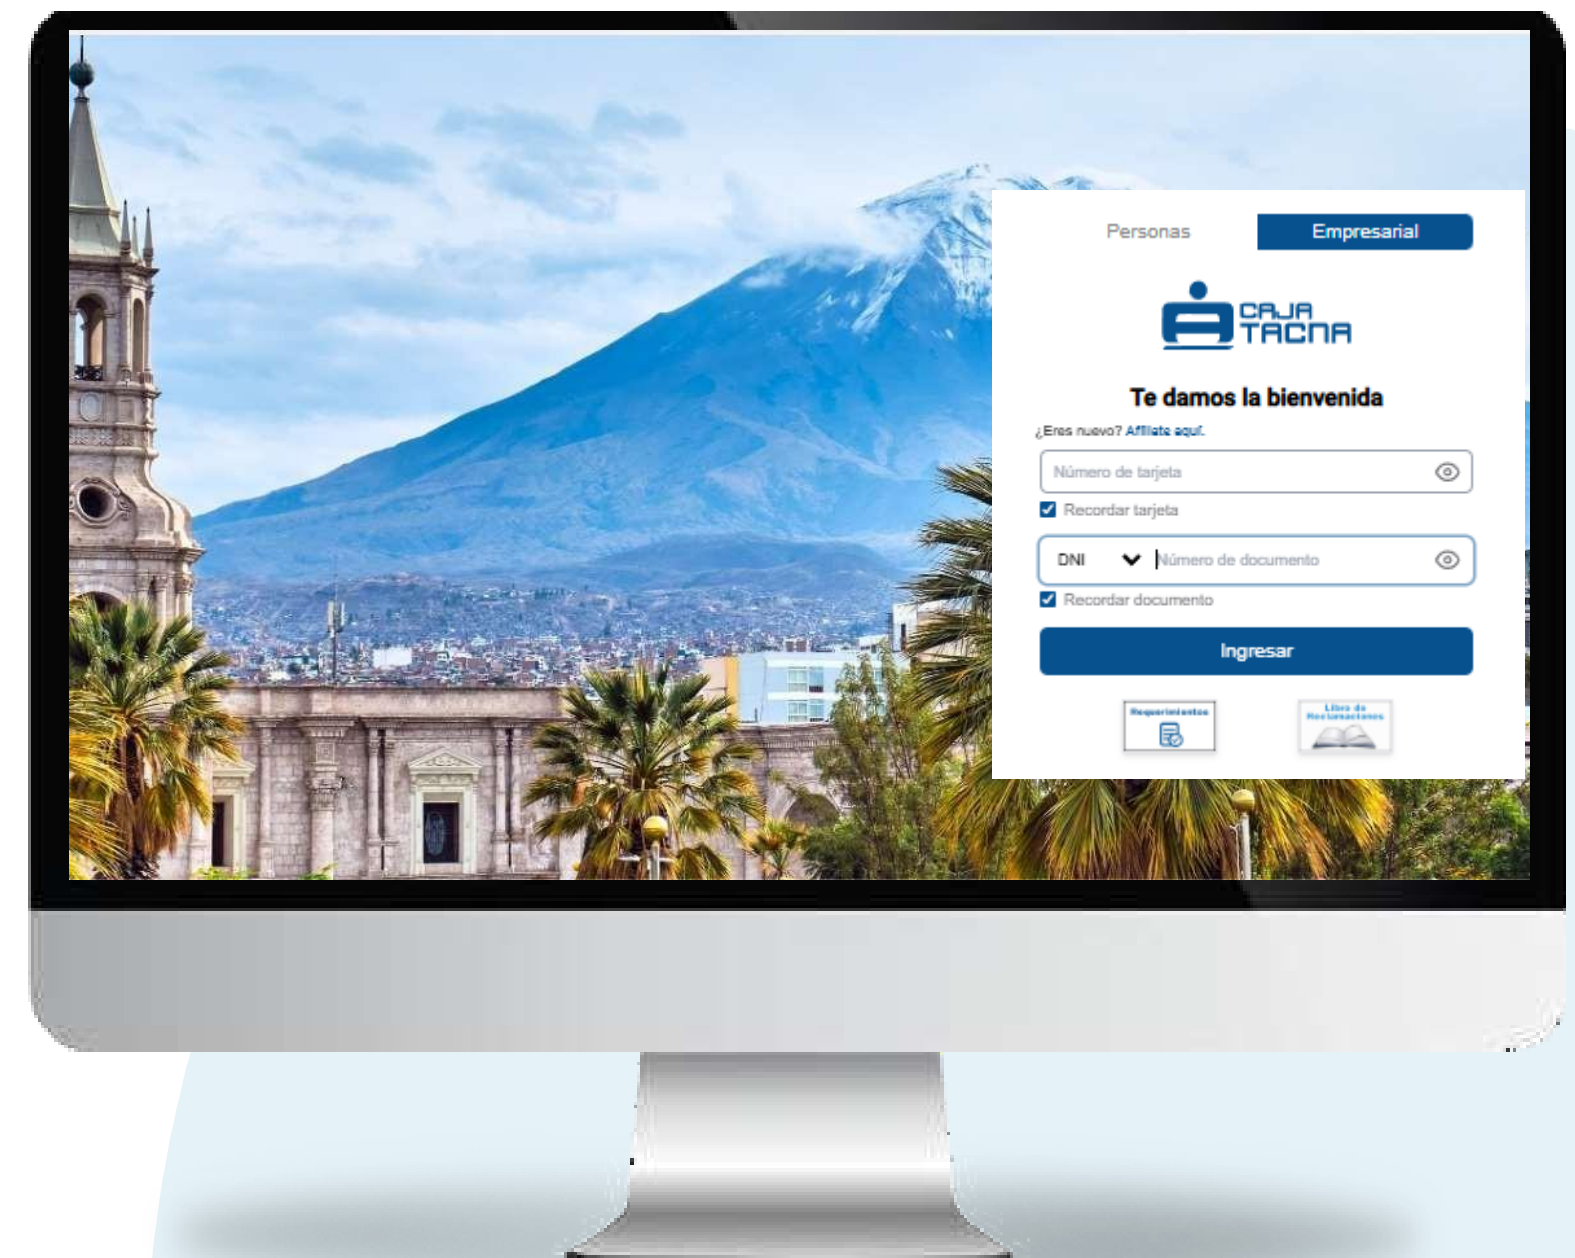 Personas
Empresarial
CAJA
TACNA
Te damos la bienvenida
¿Eres nuevo? Afíliate aquí.
Número de tarjeta
Recordar tarjeta
DNI
Número de documento
Recordar documento
Ingresar
Requerimientos
Libro de
Reclamaciones